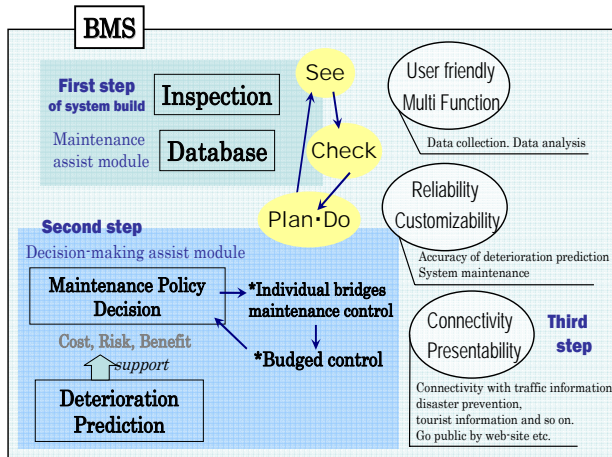 BMS
First step
of system build
Inspection
Maintenance
assist module
Database
See
Check
Plan・Do
User friendly
Multi Function
Data collection. Data analysis
Reliability
Customizability
Accuracy of deterioration prediction
System maintenance
Second step
Decision-making assist module
Maintenance Policy
Decision
*Individual bridges
maintenance control
*Budged control
Cost, Risk, Benefit
support
Deterioration
Prediction
Connectivity
Presentability
Third
step
Connectivity with traffic information
disaster prevention,
tourist information and so on.
Go public by web-site etc.